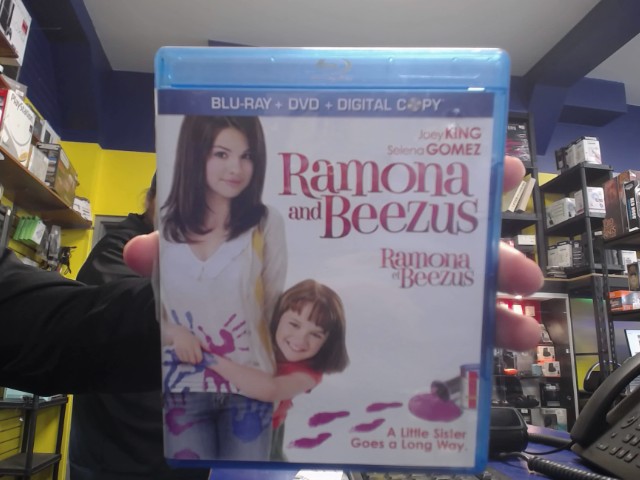 BLU-RAY + DVD + DIGITAL COPY
Joey KING
Selena GOMEZ
Ramona
and Beezus
Ramona
et Beezus
A Little Sister
Goes a Long Way.